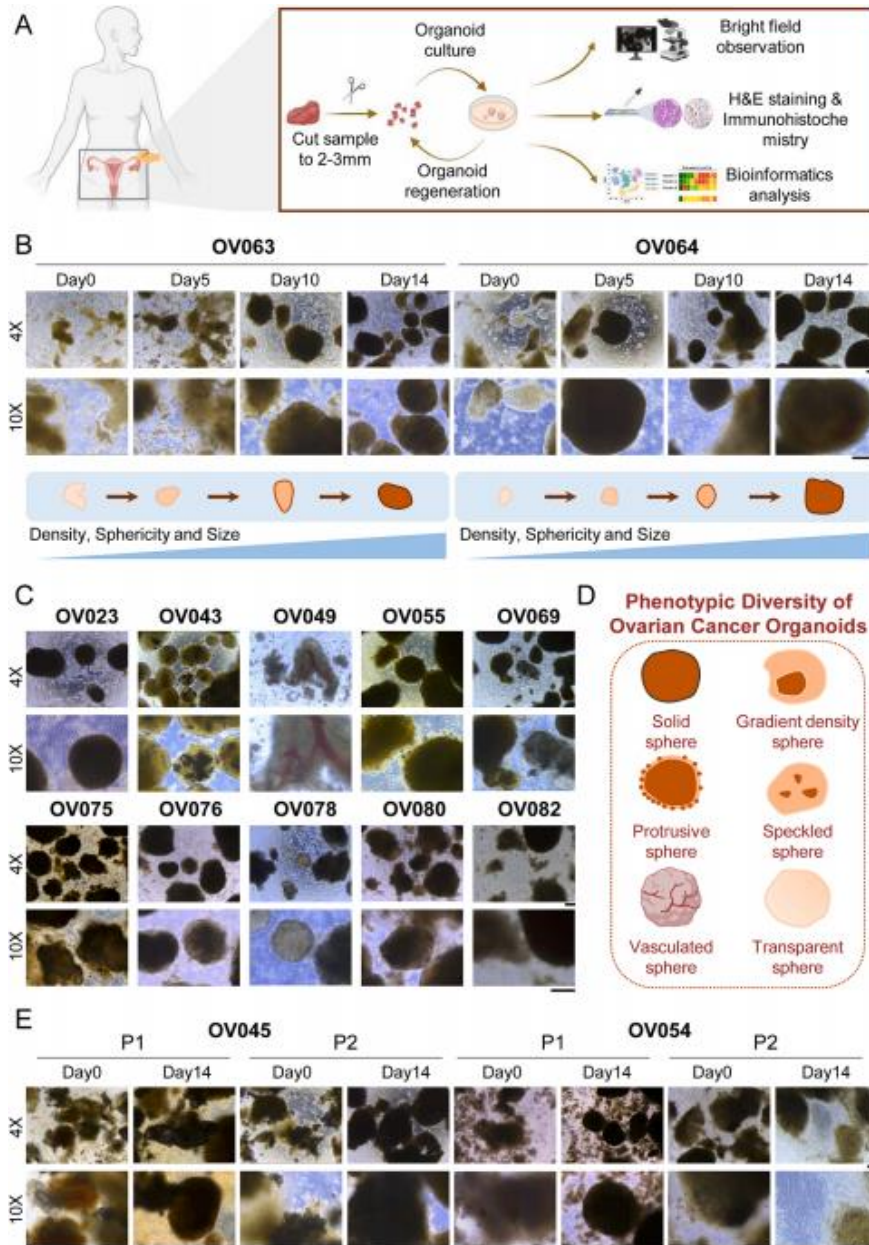 A
Organoid
culture
Bright field
observation
Cut sample
to 2-3mm
H&E staining &
Immunohistoche
mistry
Organoid
regeneration
Bioinformatics
analysis
B
OV063 OV064
Day0 Day5 Day10 Day14 Day0 Day5 Day10 Day14
4X
10X
Density, Sphericity and Size Density, Sphericity and Size
C
OV023 OV043 OV049 OV055 OV069
4X
10X
OV075 OV076 OV078 OV080 OV082
4X
10X
D
Phenotypic Diversity of
Ovarian Cancer Organoids
Solid
sphere
Gradient density
sphere
Protrusive
sphere
Speckled
sphere
Vasculated
sphere
Transparent
sphere
E
OV045 OV054
P1 P2 P1 P2
Day0 Day14 Day0 Day14 Day0 Day14 Day0 Day14
4X
10X